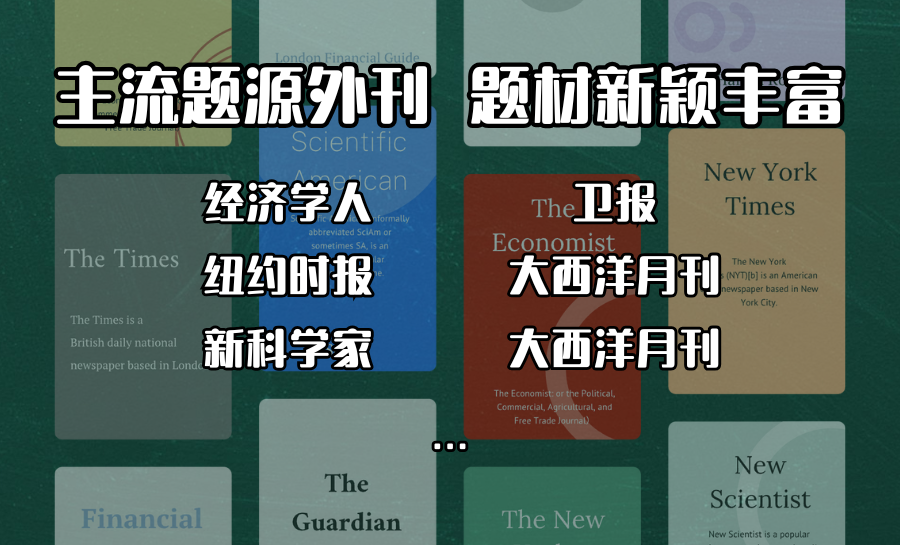 London Financial Guide
主流题源外刊 题材新颖丰富
Free Trade Journal
Scientific
American
abbreviated SciAm or
sometimes SA, is an
经济学人 卫报
纽约时报 大西洋月刊
新科学家 大西洋月刊
...
The Times
The Times is a
British daily national
newspaper based in London
The
Economist
The Economist: or the Political,
Commercial, Agricultural, and
Free Trade Journal)
New York
Times
The New York
(NYT)[b] is an American
newspaper based in New
York City.
Financial
The
Guardian
The New
New
Scientist
New Scientist is a popular